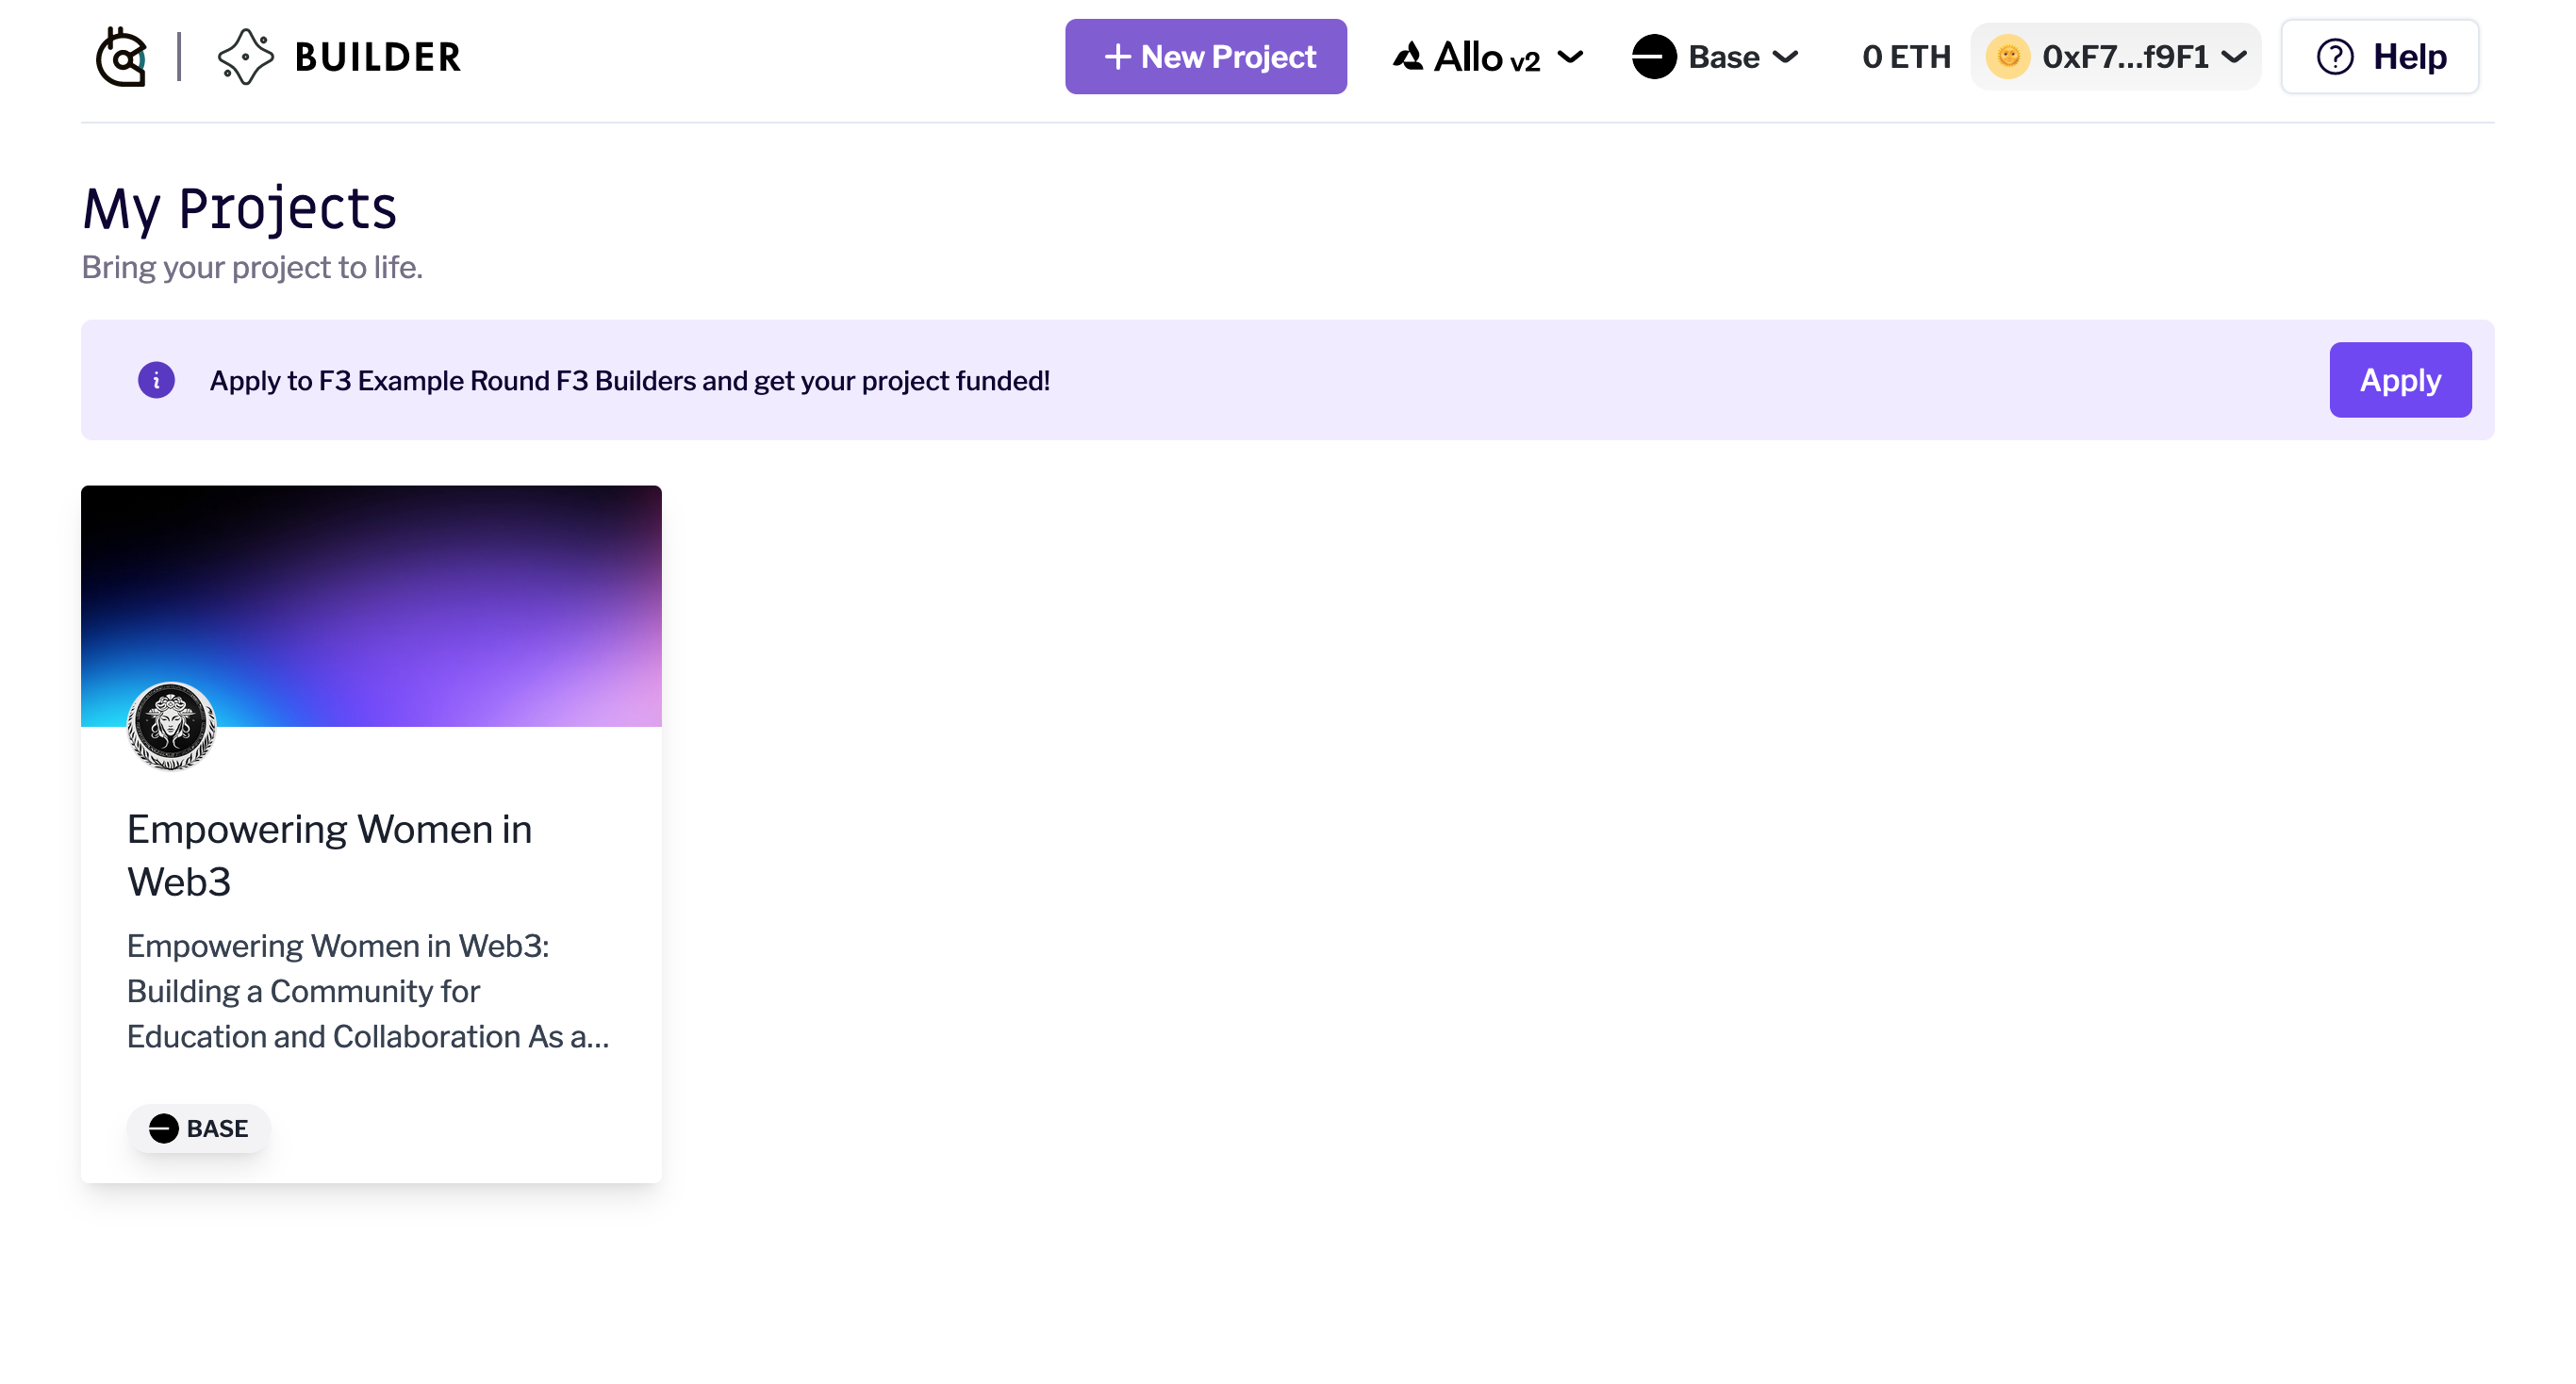 BUILDER
+ New Project
Allo v2
Base
0 ETH
0xF7...f9F1
? Help
My Projects
Bring your project to life.
i Apply to F3 Example Round F3 Builders and get your project funded!
Apply
Empowering Women in
Web3
Empowering Women in Web3:
Building a Community for
Education and Collaboration As a...
BASE